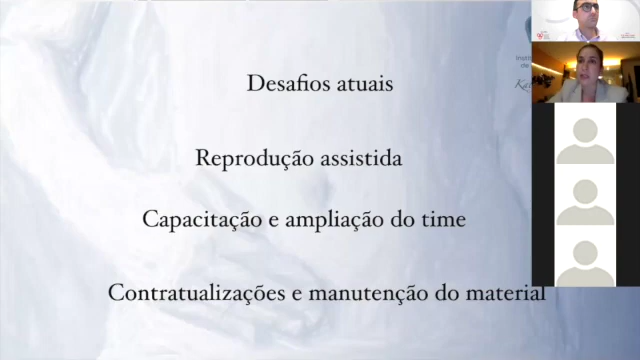 Desafios atuais
Reprodução assistida
Capacitação e ampliação do time
Contratualizações e manutenção do material